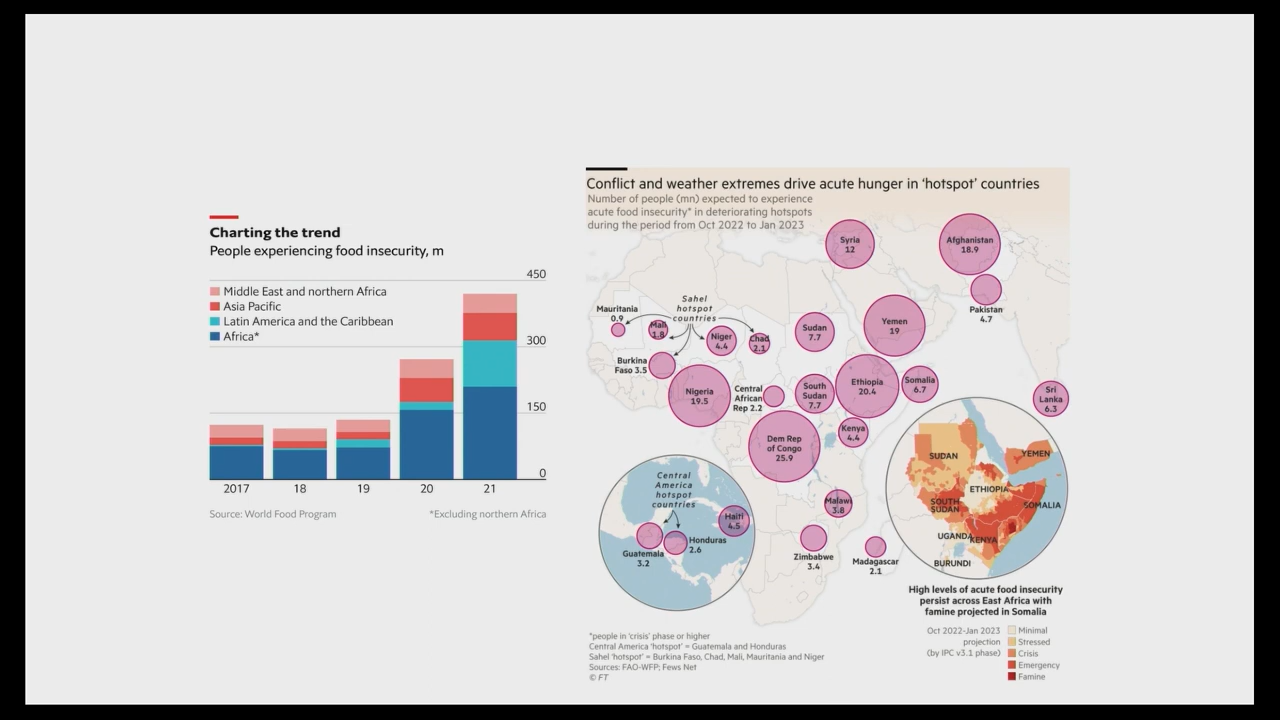 Charting the trend
People experiencing food insecurity, m
450
Middle East and northern Africa
Asia Pacific
Latin America and the Caribbean
Africa*
300
150
0
2017 18 19 20 21
Source: World Food Program *Excluding northern Africa
Conflict and weather extremes drive acute hunger in ‘hotspot’ countries
Number of people (mn) expected to experience
acute food insecurity* in deteriorating hotspots
during the period from Oct 2022 to Jan 2023
Syria
12
Afghanistan
18.9
Pakistan
4.7
Sahel
hotspot
countries
Mauritania
0.9
Mali
1.8
Niger
4.4
Chad
2.1
Sudan
7.7
Yemen
19
Burkina
Faso 3.5
Nigeria
19.5
Central
African
Rep 2.2
South
Sudan
7.7
Ethiopia
20.4
Somalia
6.7
Sri
Lanka
6.3
Kenya
4.4
Dem Rep
of Congo
25.9
Central
America
hotspot
countries
Haiti
4.5
Guatemala
3.2
Honduras
2.6
Malawi
3.8
Zimbabwe
3.4
Madagascar
2.1
SUDAN
YEMEN
ETHIOPIA
SOUTH
SUDAN
SOMALIA
UGANDA
KENYA
BURUNDI
High levels of acute food insecurity
persist across East Africa with
famine projected in Somalia
Oct 2022-Jan 2023
projection
(by IPC v3.1 phase)
Minimal
Stressed
Crisis
Emergency
Famine
*people in ‘crisis’ phase or higher
Central America ‘hotspot’ = Guatemala and Honduras
Sahel ‘hotspot’ = Burkina Faso, Chad, Mali, Mauritania and Niger
Sources: FAO-WFP; Fews Net
© FT